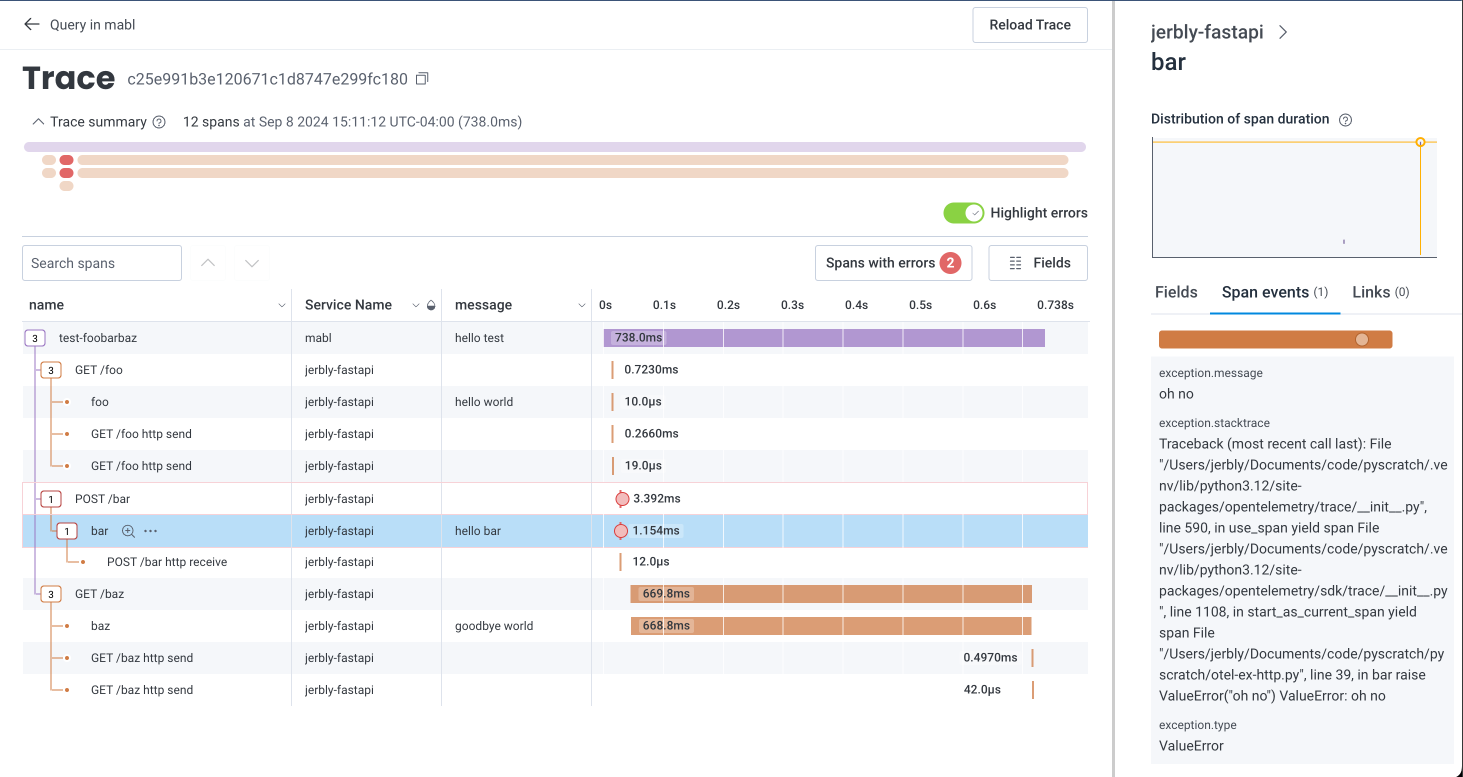 Query in mabl
Reload Trace
Trace c25e991b3e120671c1d8747e299fc180
Trace summary 12 spans at Sep 8 2024 15:11:12 UTC-04:00 (738.0ms)
Highlight errors
Search spans
Spans with errors 2
Fields
name Service Name message 0s 0.1s 0.2s 0.3s 0.4s 0.5s 0.6s 0.738s
3 test-foobarbaz mabl hello test 738.0ms
3 GET /foo jerbly-fastapi 0.7230ms
foo jerbly-fastapi hello world 10.0μs
GET /foo http send jerbly-fastapi 0.2660ms
GET /foo http send jerbly-fastapi 19.0μs
1 POST /bar jerbly-fastapi 3.392ms
1 bar jerbly-fastapi hello bar 1.154ms
POST /bar http receive jerbly-fastapi 12.0μs
3 GET /baz jerbly-fastapi 669.8ms
baz jerbly-fastapi goodbye world 668.8ms
GET /baz http send jerbly-fastapi 0.4970ms
GET /baz http send jerbly-fastapi 42.0μs
jerbly-fastapi
bar
Distribution of span duration
Fields Span events (1) Links (0)
exception.message
oh no
exception.stacktrace
Traceback (most recent call last): File
"/Users/jerbly/Documents/code/pyscratch/.ve
nv/lib/python3.12/site-
packages/opentelemetry/trace/__init__.py",
line 590, in use_span yield span File
"/Users/jerbly/Documents/code/pyscratch/.ve
nv/lib/python3.12/site-
packages/opentelemetry/sdk/trace/__init__.py
", line 1108, in start_as_current_span yield
span File
"/Users/jerbly/Documents/code/pyscratch/py
scratch/otel-ex-http.py", line 39, in bar raise
ValueError("oh no") ValueError: oh no
exception.type
ValueError